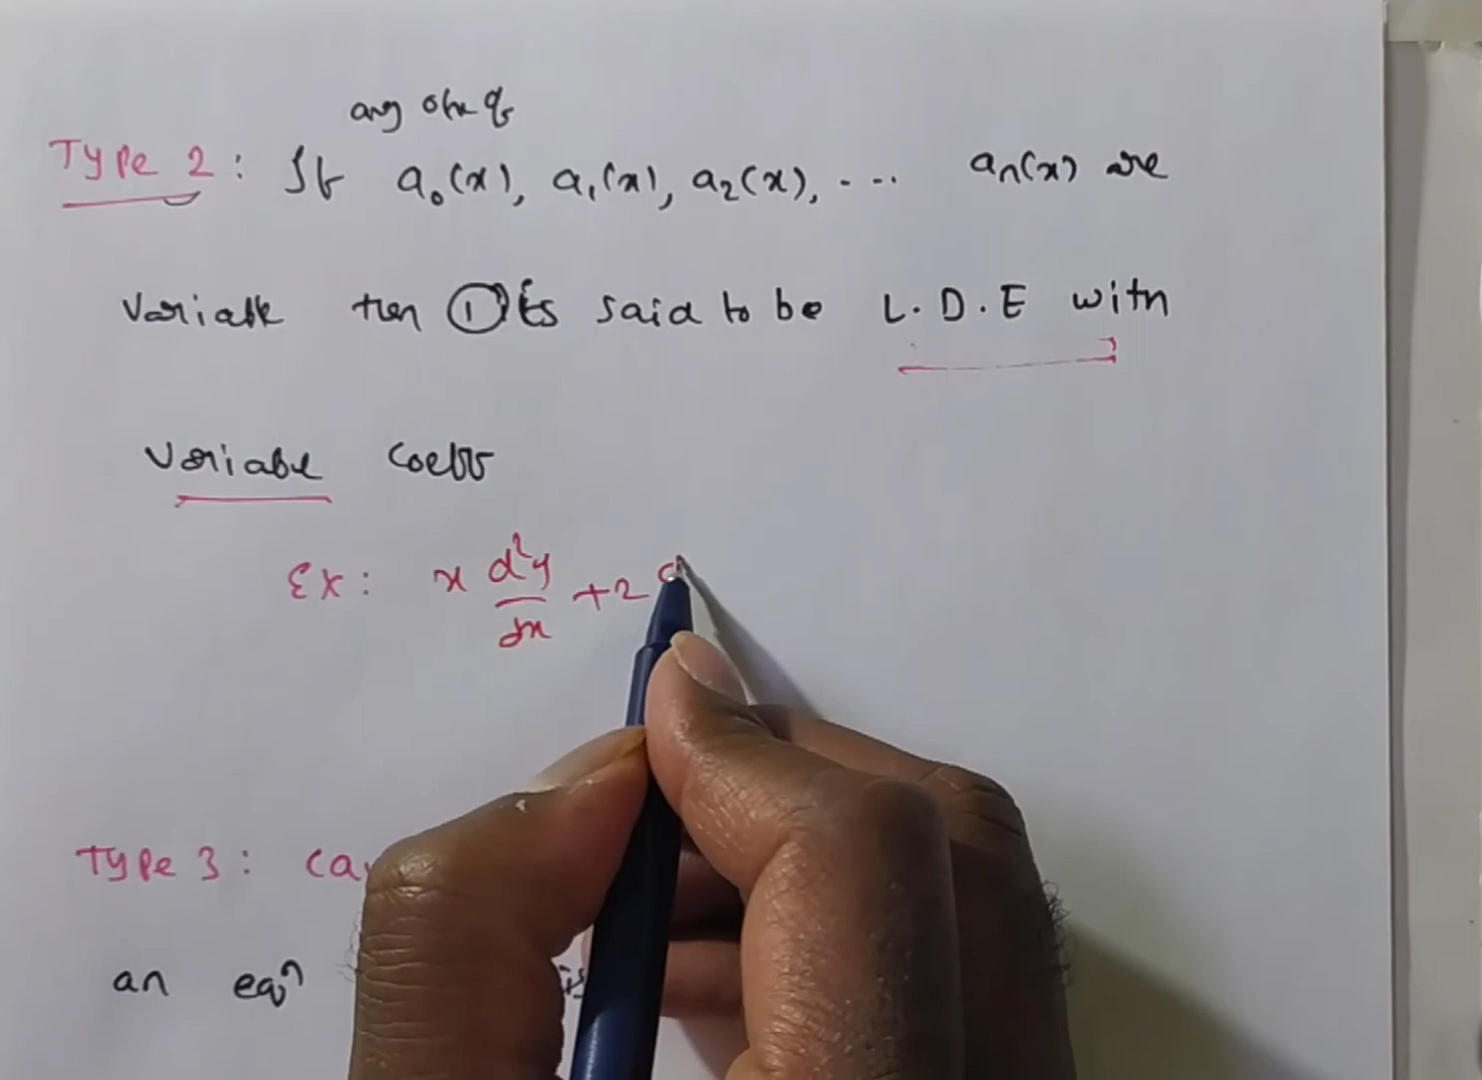 any of
Type 2: If a₀(x), a₁(x), a₂(x), - - - aₙ(x) are
variable then ① is said to be L.D.E with
Variable coeff
Ex: x d²y/dx + 2
Type 3: Ca
an eqⁿ is